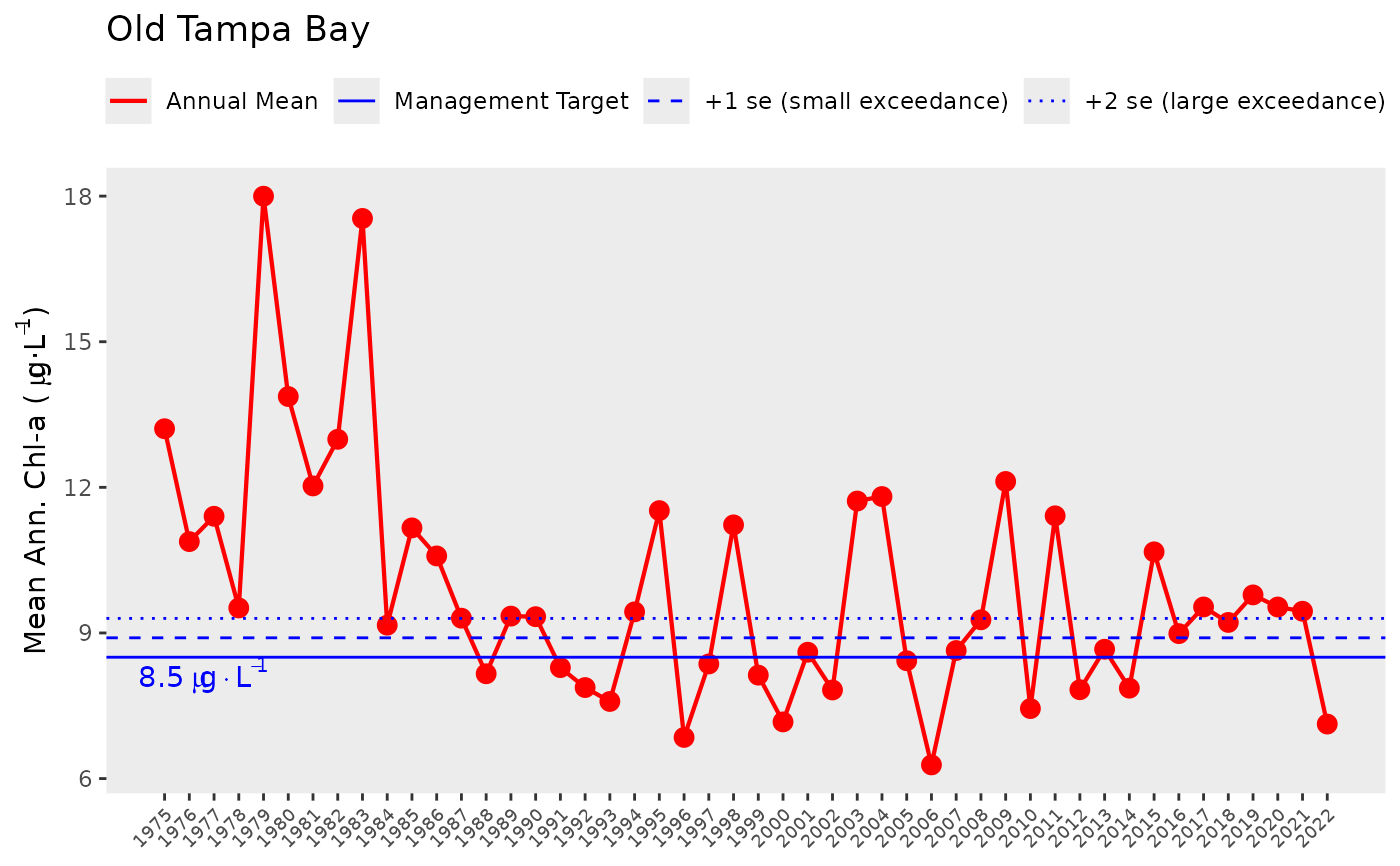 Old Tampa Bay
Annual Mean Management Target +1 se (small exceedance) +2 se (large exceedance)
Mean Ann. Chl-a ( μg·L⁻¹)
18
15
12
9
6
8.5 μg · L⁻¹
1975 1976 1977 1978 1979 1980 1981 1982 1983 1984 1985 1986 1987 1988 1989 1990 1991 1992 1993 1994 1995 1996 1997 1998 1999 2000 2001 2002 2003 2004 2005 2006 2007 2008 2009 2010 2011 2012 2013 2014 2015 2016 2017 2018 2019 2020 2021 2022